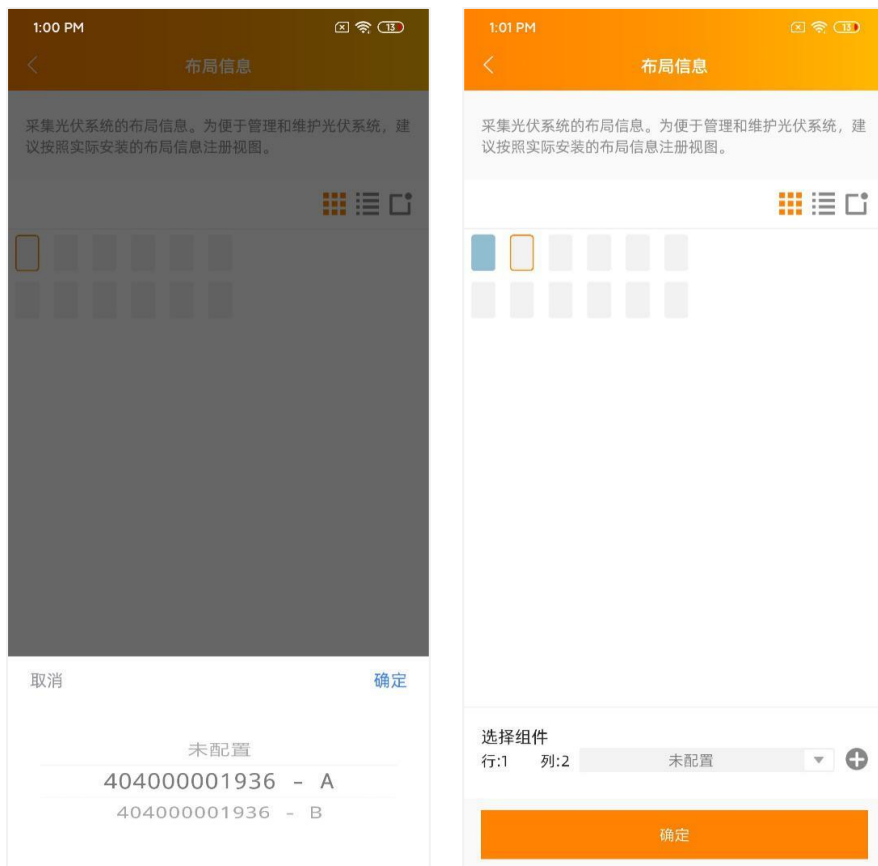 1:00 PM
13
布局信息
采集光伏系统的布局信息。为便于管理和维护光伏系统，建
议按照实际安装的布局信息注册视图。
取消
确定
未配置
404000001936 - A
404000001936 - B
1:01 PM
13
布局信息
采集光伏系统的布局信息。为便于管理和维护光伏系统，建
议按照实际安装的布局信息注册视图。
选择组件
行:1 列:2 未配置
确定